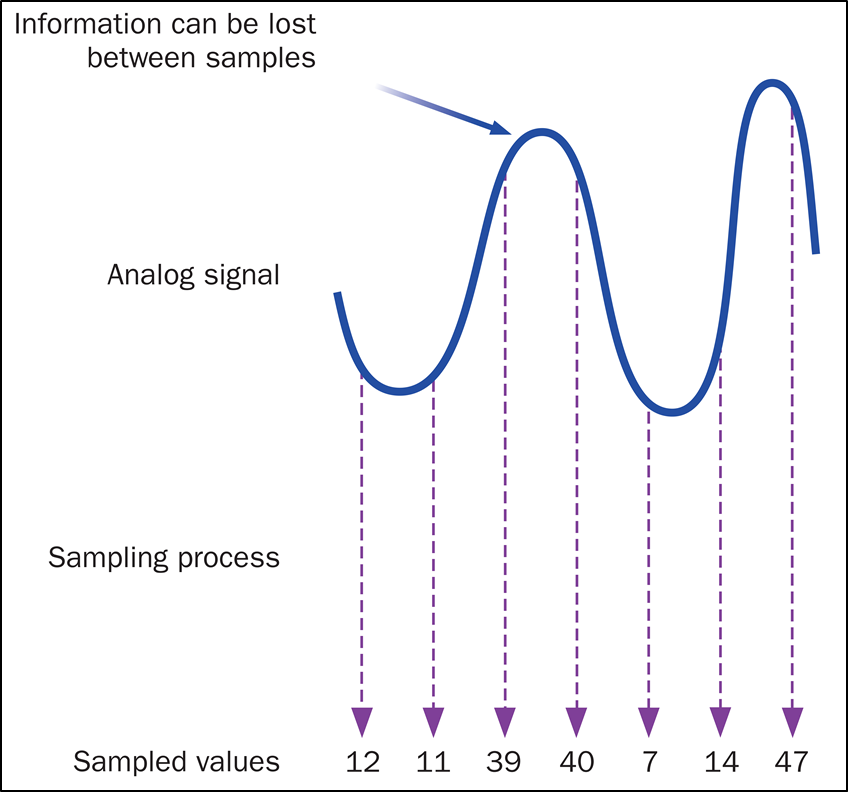 Information can be lost
between samples
Analog signal
Sampling process
Sampled values 12 11 39 40 7 14 47